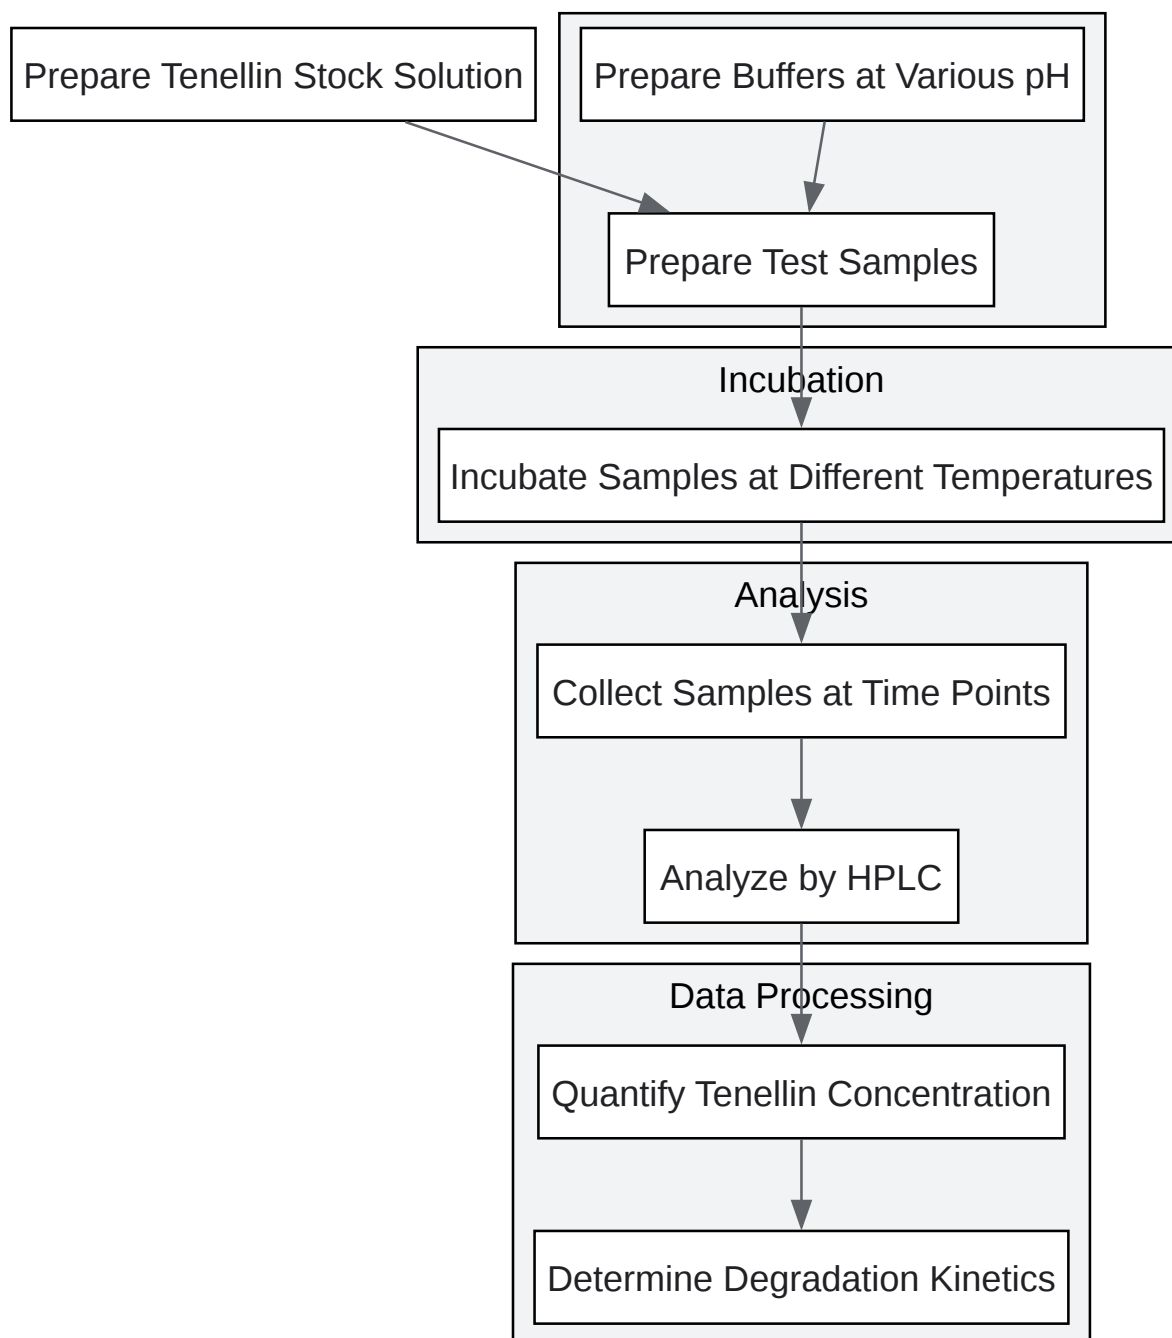 Prepare Tenellin Stock Solution
Prepare Buffers at Various pH
Prepare Test Samples
Incubation
Incubate Samples at Different Temperatures
Analysis
Collect Samples at Time Points
Analyze by HPLC
Data Processing
Quantify Tenellin Concentration
Determine Degradation Kinetics